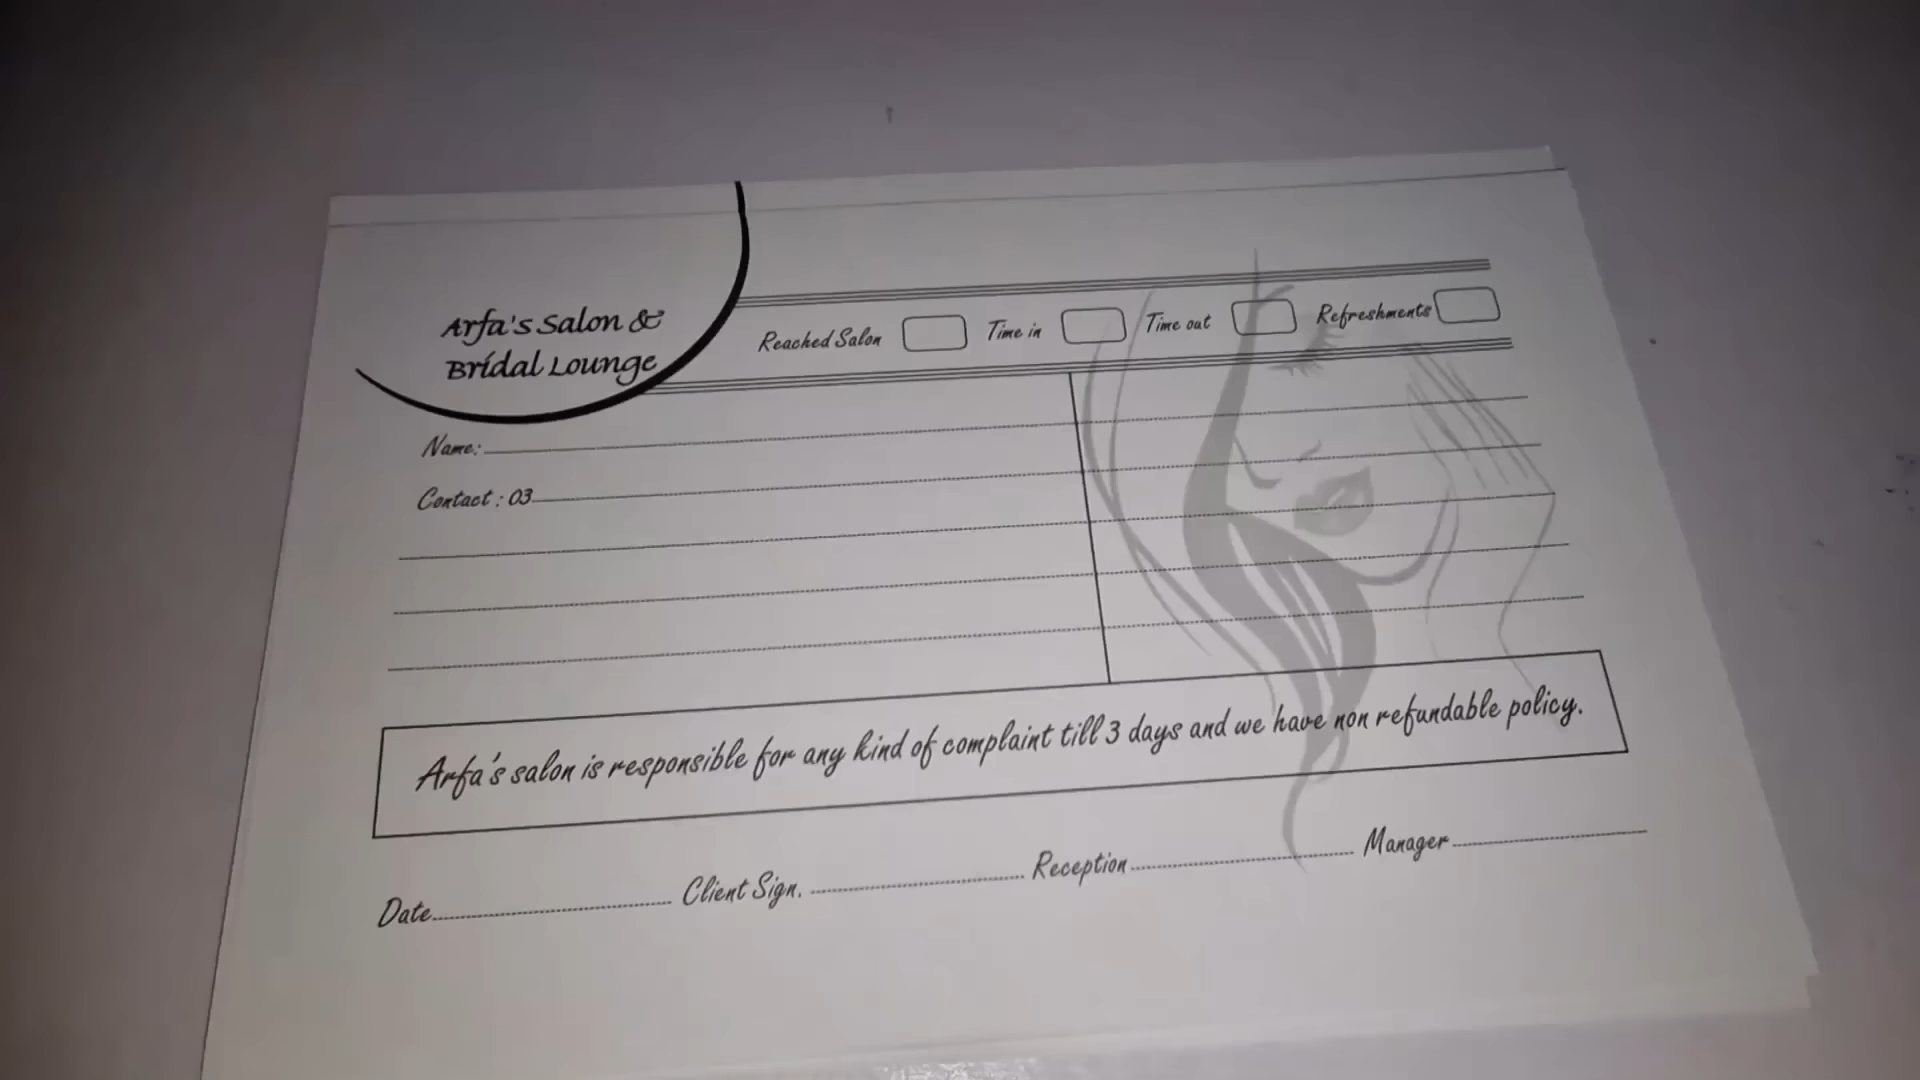 Arfa's Salon &
Bridal Lounge
Reached Salon Time in Time out Refreshments
Name:
Contact : 03
Arfa's salon is responsible for any kind of complaint till 3 days and we have non refundable policy.
Date Client Sign. Reception Manager